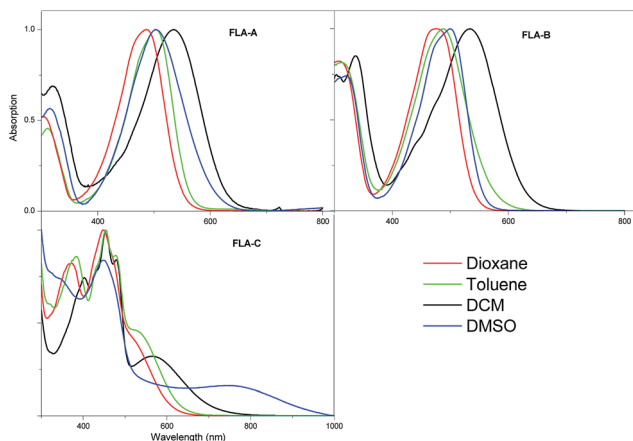 FLA-A
FLA-B
1.0
0.5
0.0
Absorption
400
600
800
400
600
800
FLA-C
Dioxane
Toluene
DCM
DMSO
400
600
800
1000
Wavelength (nm)